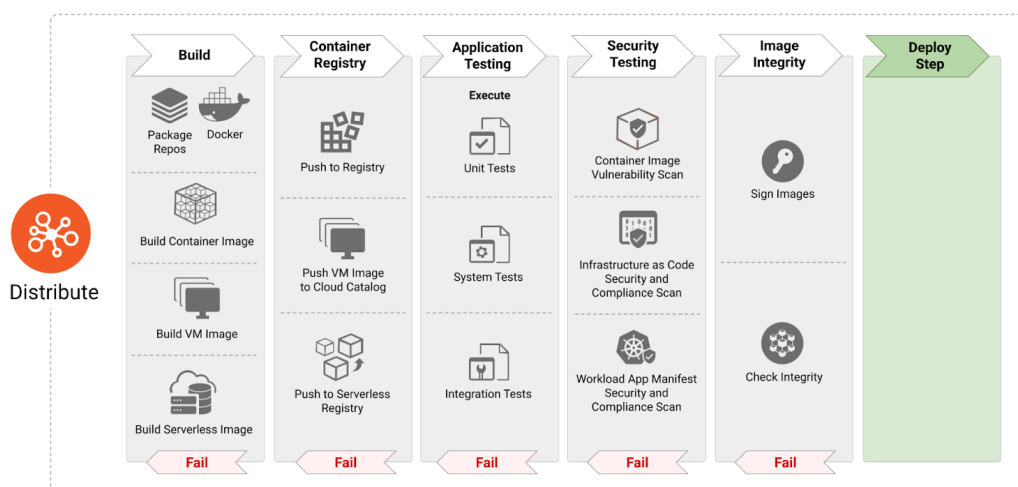 Build
Container
Registry
Application
Testing
Security
Testing
Image
Integrity
Deploy
Step
Package
Repos
Docker
Build Container Image
Build VM Image
Build Serverless Image
Fail
Push to Registry
Push VM Image
to Cloud Catalog
Push to Serverless
Registry
Fail
Execute
Unit Tests
System Tests
Integration Tests
Fail
Container Image
Vulnerability Scan
Infrastructure as Code
Security and
Compliance Scan
Workload App Manifest
Security and
Compliance Scan
Fail
Sign Images
Check Integrity
Fail
Distribute